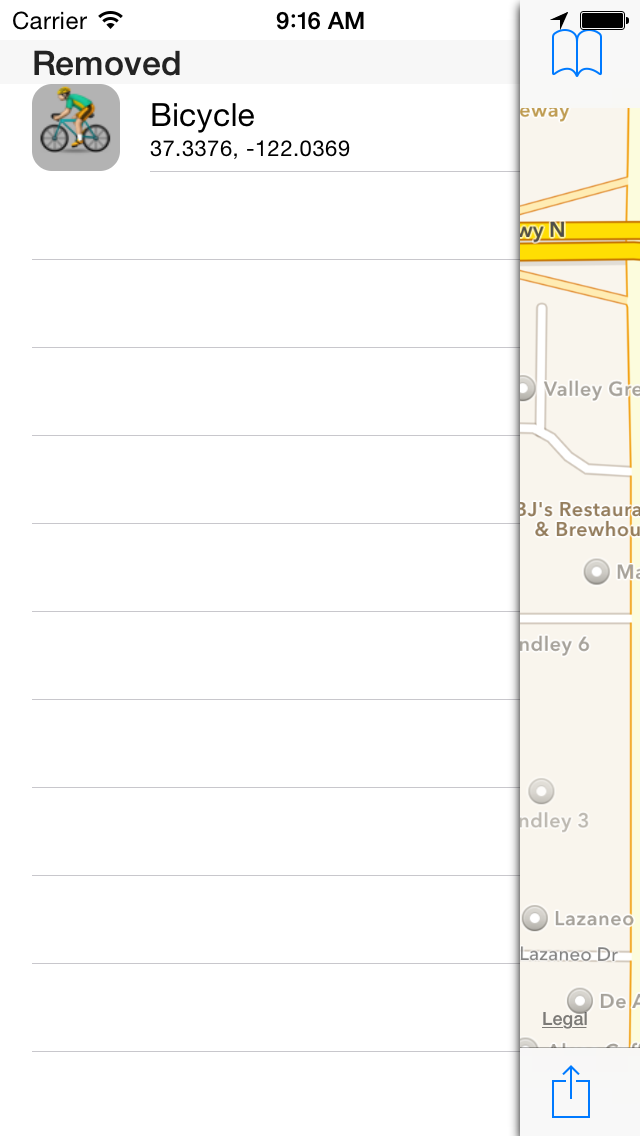 Carrier 9:16 AM
Removed
Bicycle
37.3376, -122.0369
eway
wy N
Valley Gre
BJ's Restaura
& Brewhou
Ma
ndley 6
ndley 3
Lazaneo
Lazaneo Dr
De A
Legal